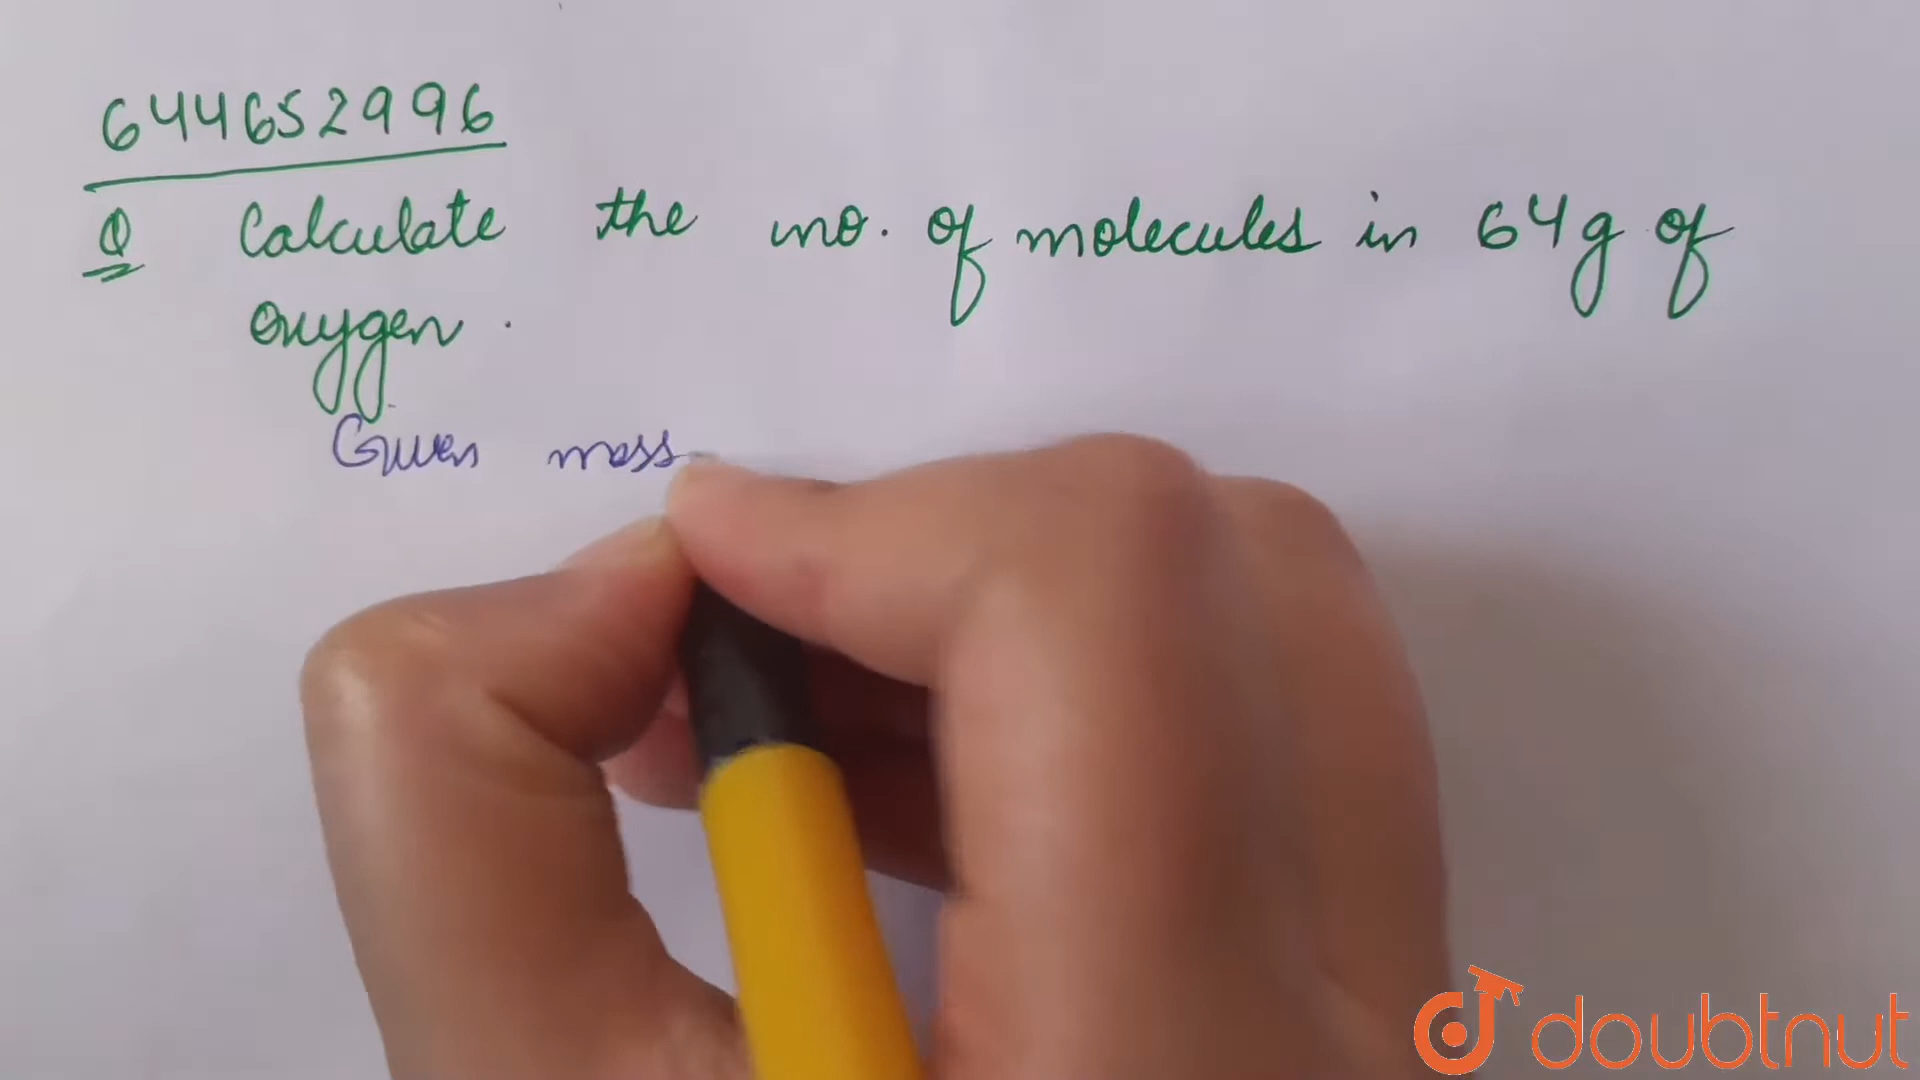 644652996
Q Calculate the no. of molecules in 64g of
oxygen.
Given mass
doubtnut